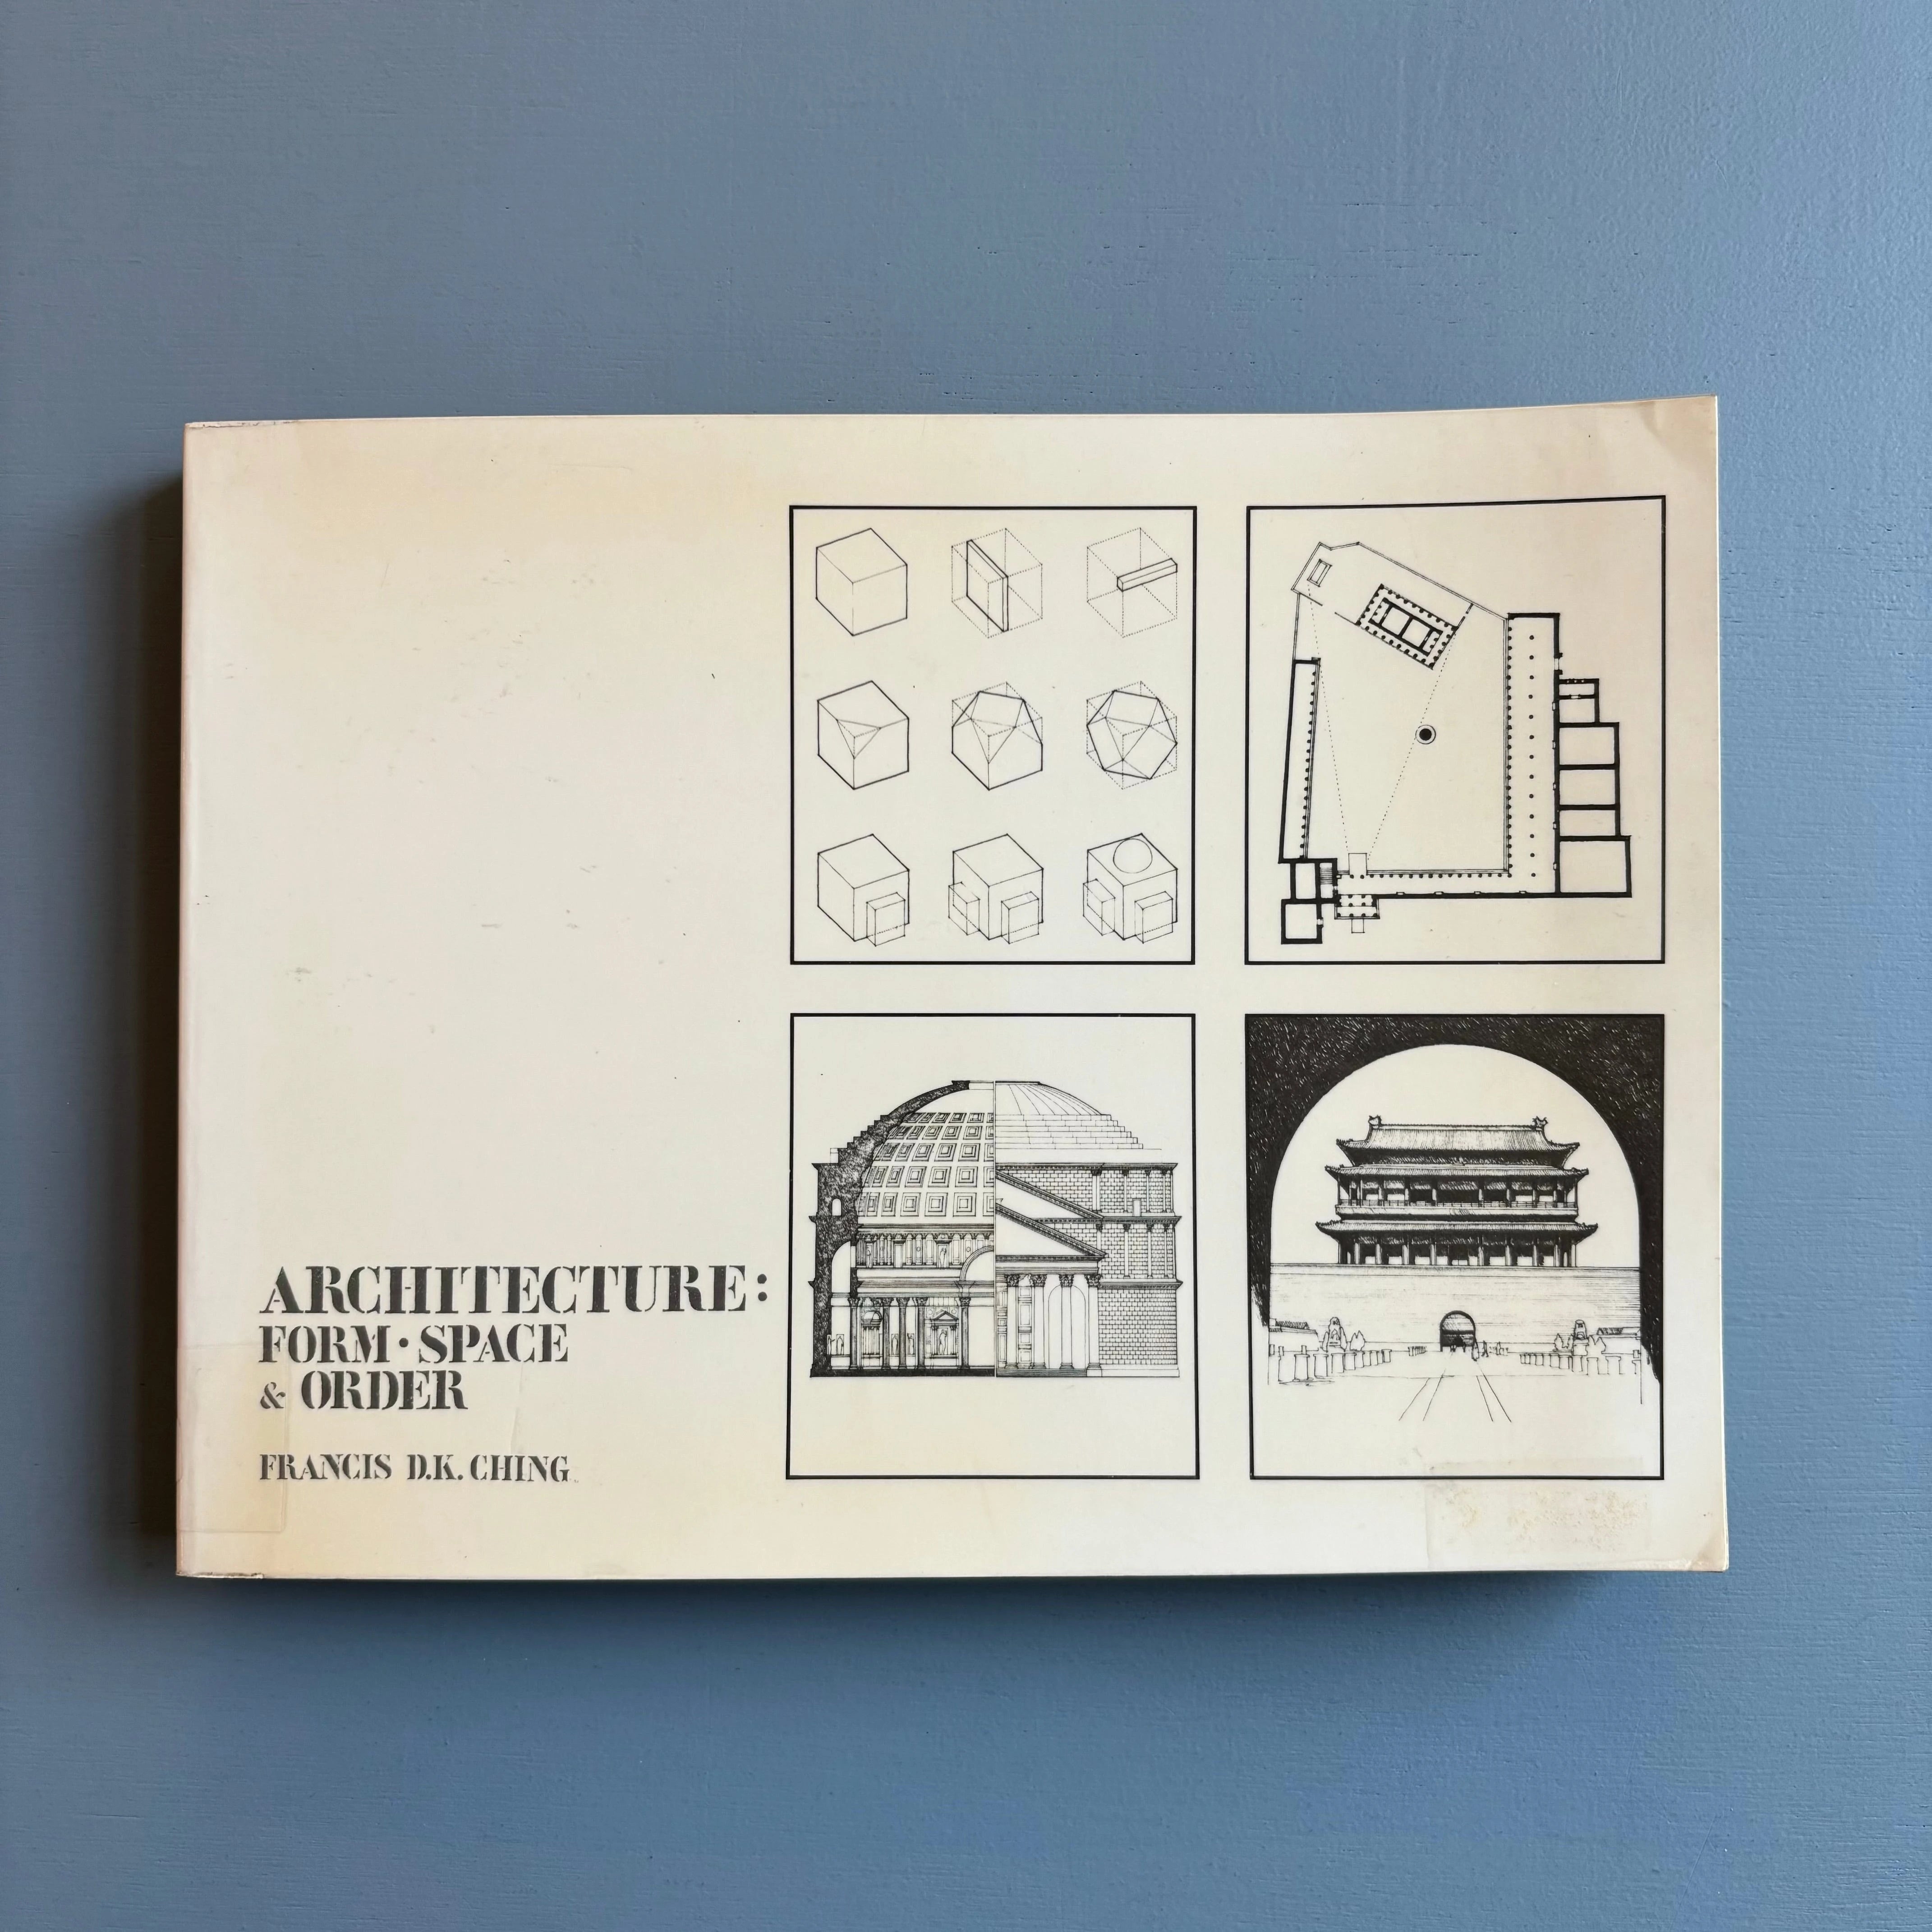 ARCHITECTURE:
FORM · SPACE
& ORDER
FRANCIS D.K. CHING